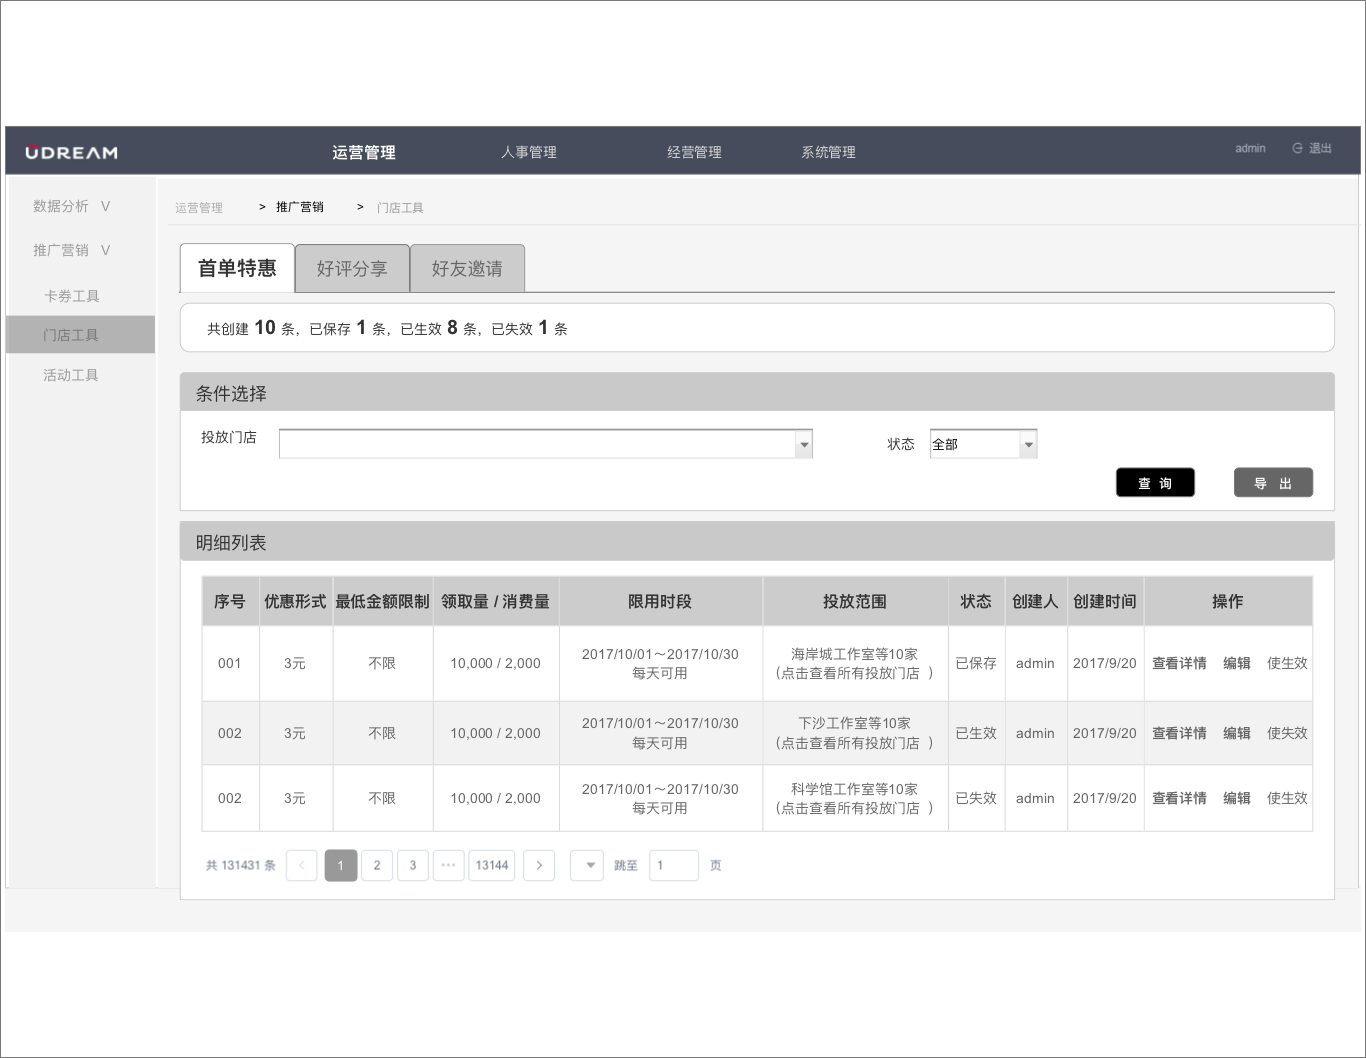 UDREAM 运营管理 人事管理 经营管理 系统管理 admin 退出
数据分析 V
推广营销 V
卡券工具
门店工具
活动工具
运营管理 > 推广营销 > 门店工具
首单特惠 好评分享 好友邀请
共创建 10 条，已保存 1 条，已生效 8 条，已失效 1 条
条件选择
投放门店 状态 全部
查 询 导 出
明细列表
序号 优惠形式 最低金额限制 领取量 / 消费量 限用时段 投放范围 状态 创建人 创建时间 操作
001 3元 不限 10,000 / 2,000 2017/10/01～2017/10/30 每天可用 海岸城工作室等10家 （点击查看所有投放门店 ） 已保存 admin 2017/9/20 查看详情 编辑 使生效
002 3元 不限 10,000 / 2,000 2017/10/01～2017/10/30 每天可用 下沙工作室等10家 （点击查看所有投放门店 ） 已生效 admin 2017/9/20 查看详情 编辑 使失效
002 3元 不限 10,000 / 2,000 2017/10/01～2017/10/30 每天可用 科学馆工作室等10家 （点击查看所有投放门店 ） 已失效 admin 2017/9/20 查看详情 编辑 使生效
共 131431 条 < 1 2 3 ··· 13144 > 跳至 1 页